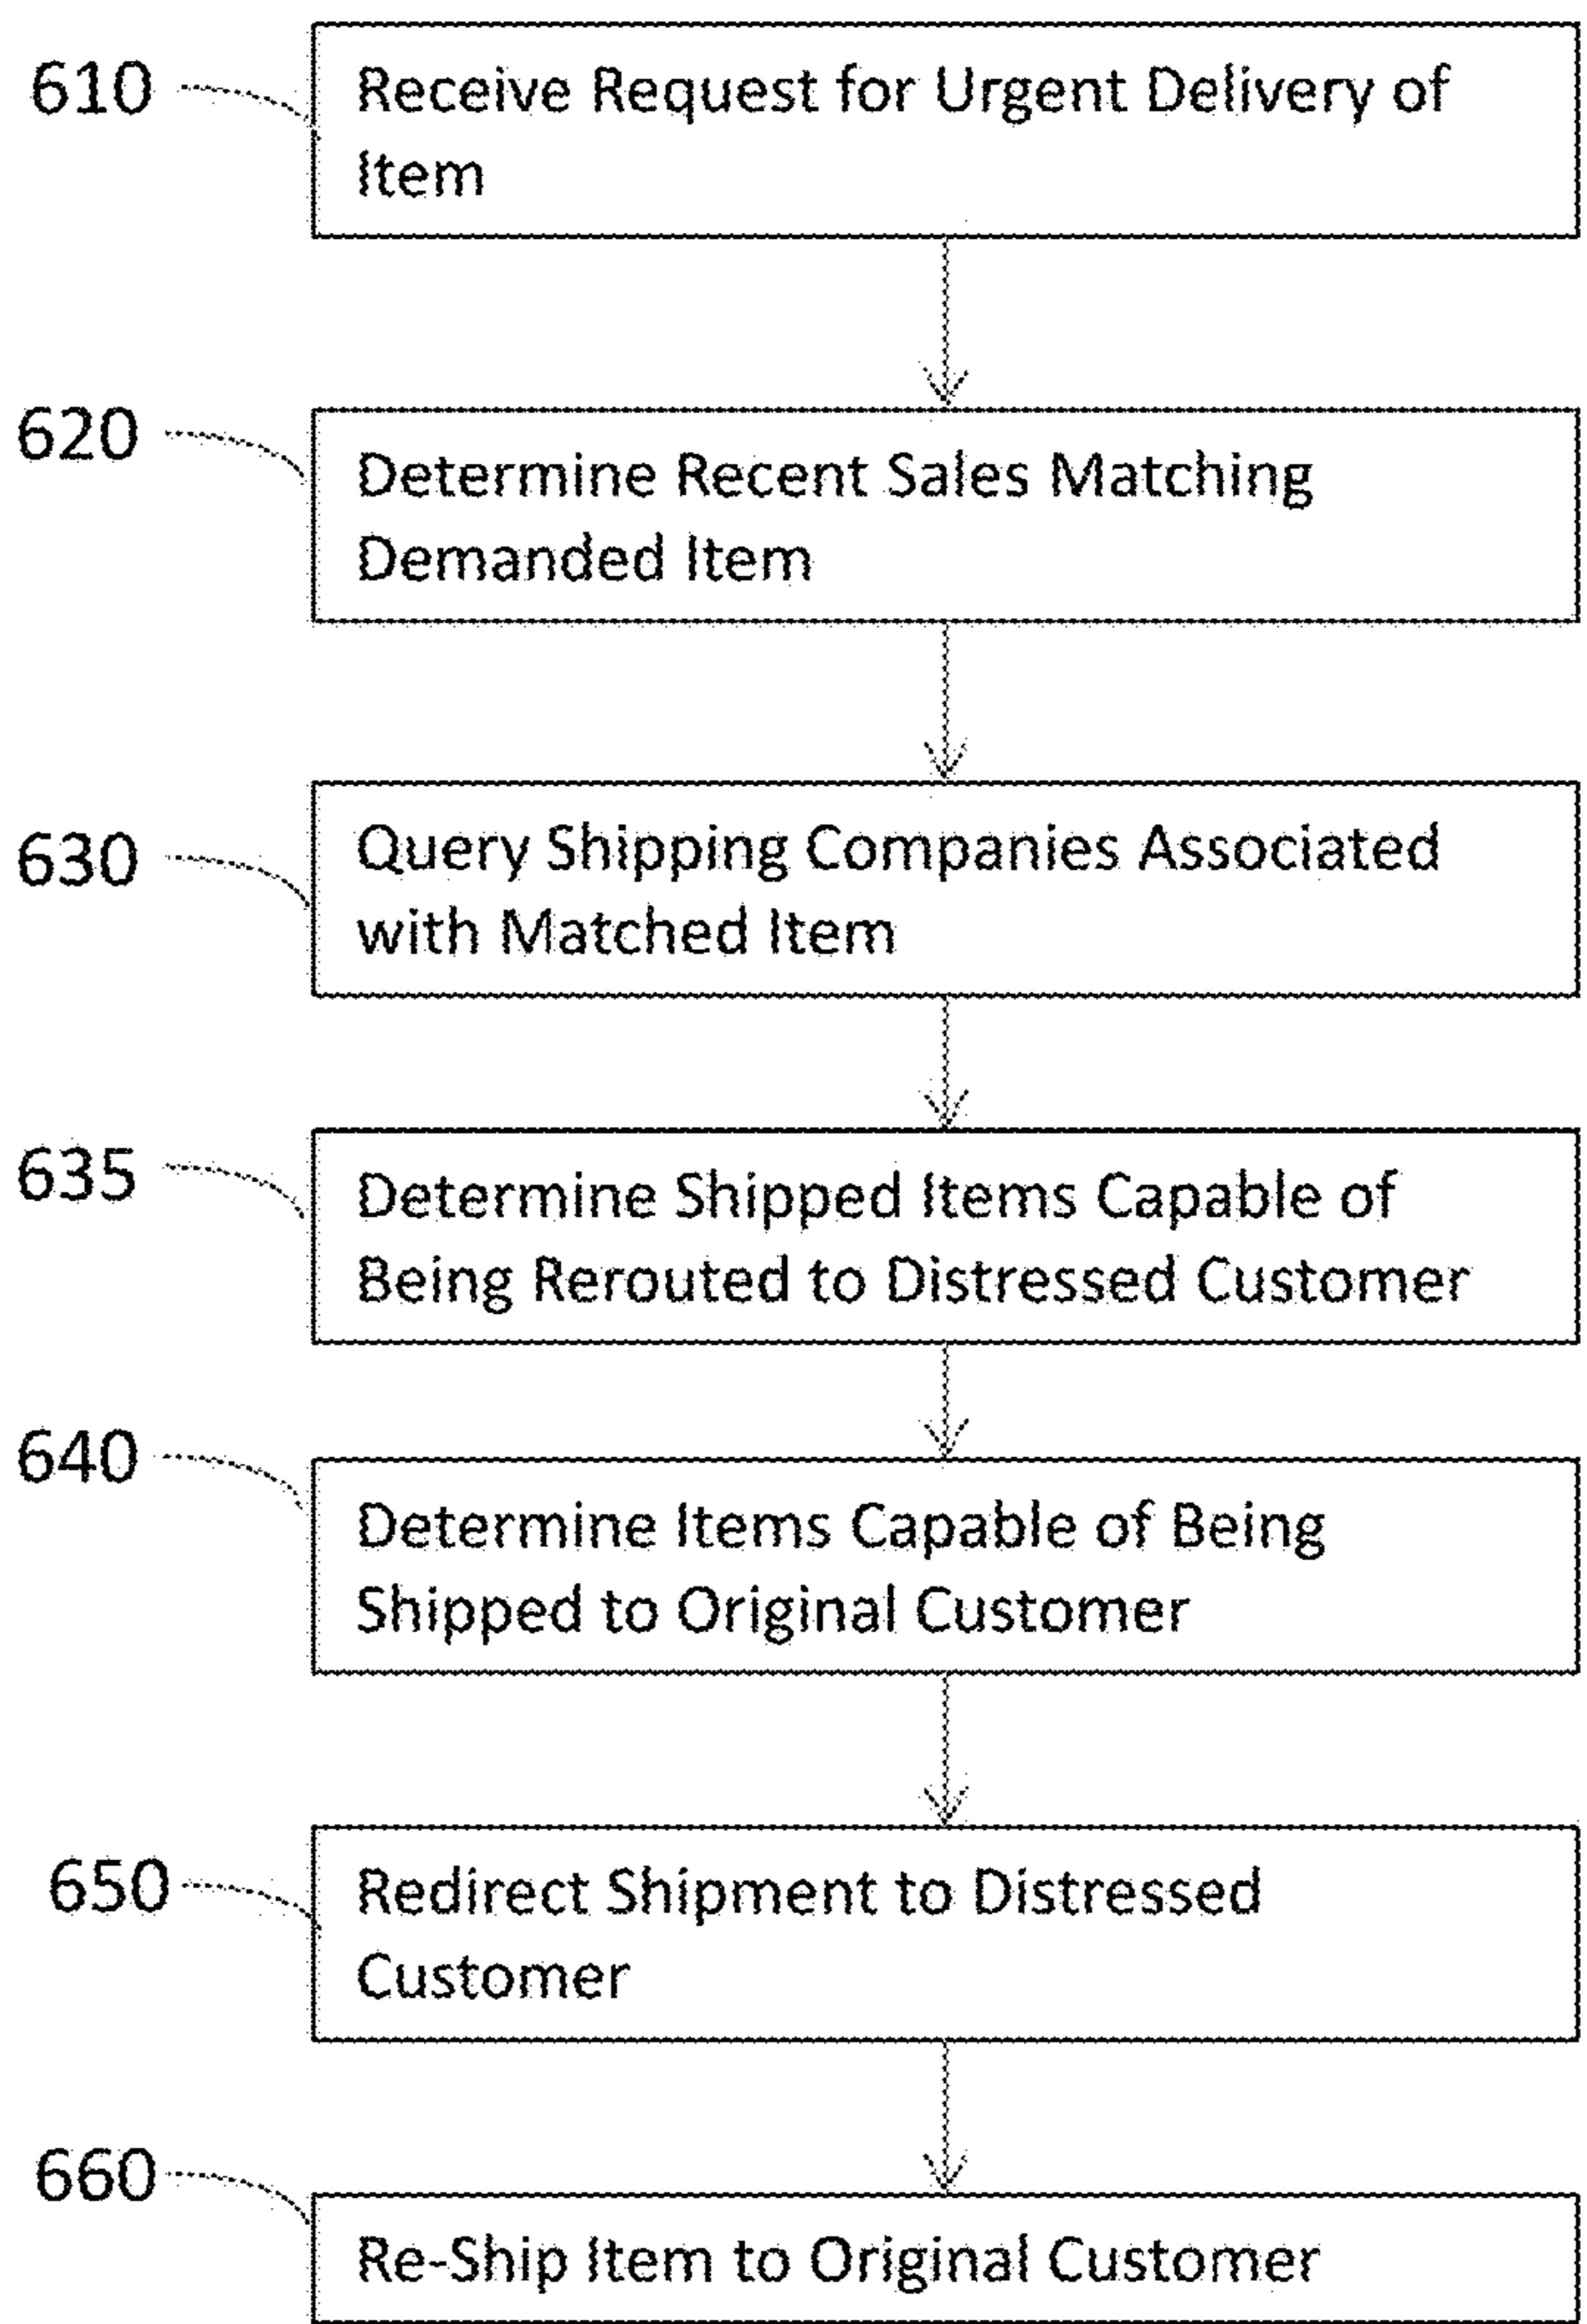 610
Receive Request for Urgent Delivery of
Item
620
Determine Recent Sales Matching
Demanded Item
630
Query Shipping Companies Associated
with Matched Item
635
Determine Shipped Items Capable of
Being Rerouted to Distressed Customer
640
Determine Items Capable of Being
Shipped to Original Customer
650
Redirect Shipment to Distressed
Customer
660
Re-Ship Item to Original Customer